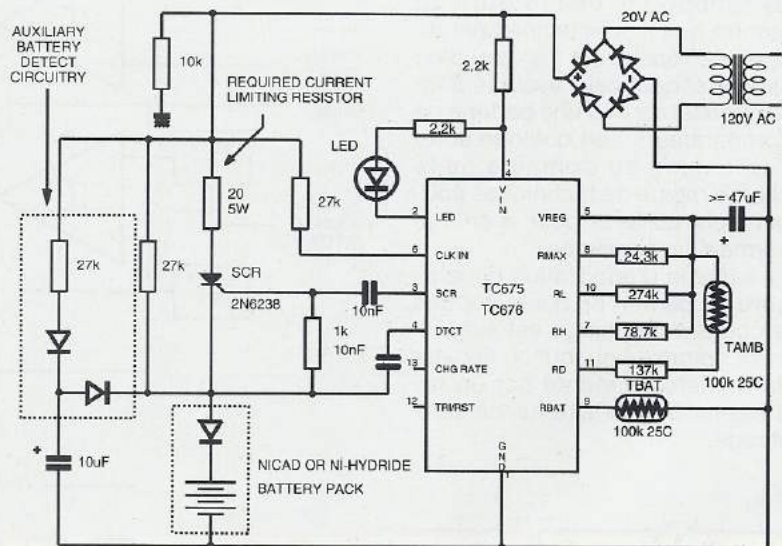 AUXILIARY
BATTERY
DETECT
CIRCUITRY
10k
REQUIRED CURRENT
LIMITING RESISTOR
2,2k
20V AC
120V AC
2,2k
LED
27k
27k
20
5W
27k
SCR
2N6238
10nF
1k
10nF
10uF
+
NICAD OR NI-HYDRIDE
BATTERY PACK
14
VIN
2 LED
6 CLK IN
3 SCR
4 DTCT
13 CHG RATE
12 TRI/RST
TC675
TC676
VREG 5
RMAX 8
RL 10
RH 7
RD 11
RBAT 9
GND
1
>= 47uF
+
24,3k
274k
78,7k
137k
TAMB
100k 25C
TBAT
100k 25C
+
-